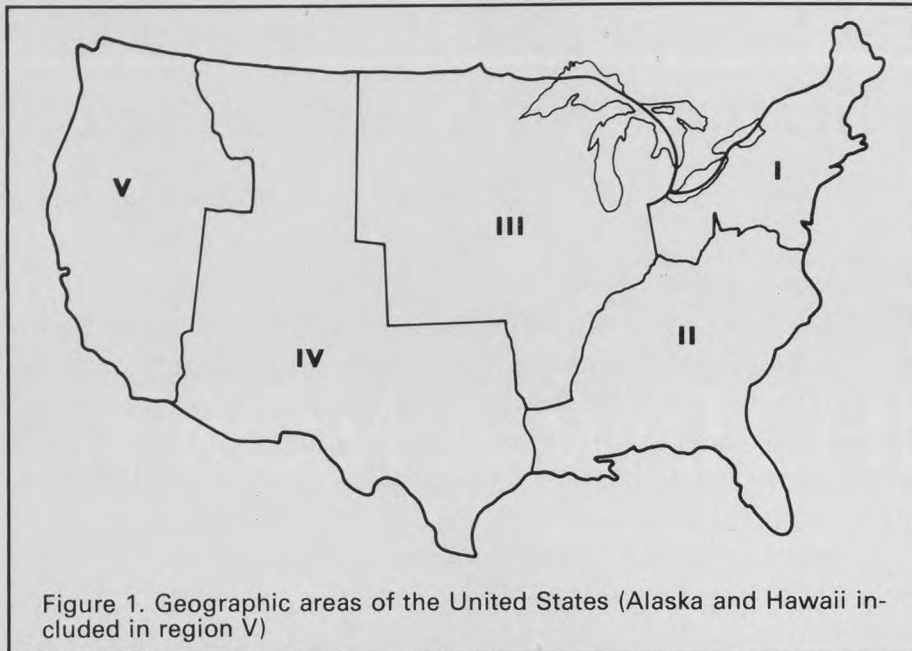 V
I
III
II
IV
Figure 1. Geographic areas of the United States (Alaska and Hawaii in-
cluded in region V)